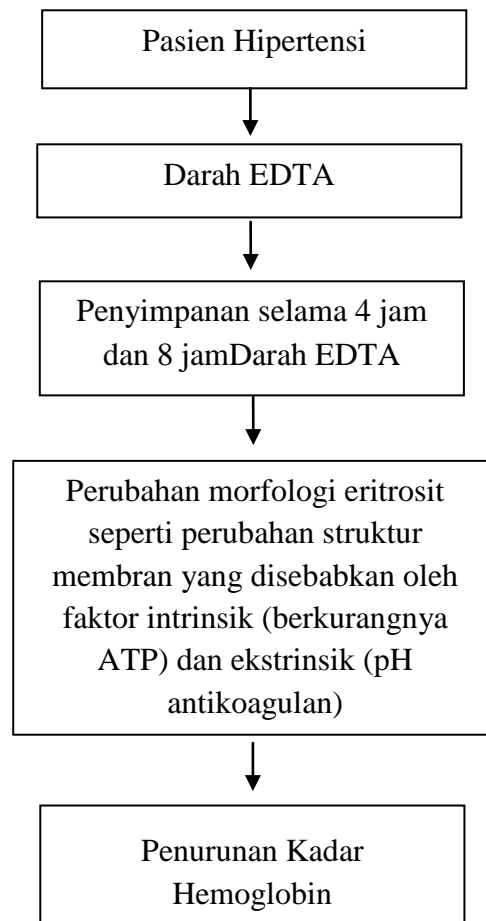 Pasien Hipertensi
Darah EDTA
Penyimpanan selama 4 jam
dan 8 jamDarah EDTA
Perubahan morfologi eritrosit
seperti perubahan struktur
membran yang disebabkan oleh
faktor intrinsik (berkurangnya
ATP) dan ekstrinsik (pH
antikoagulan)
Penurunan Kadar
Hemoglobin